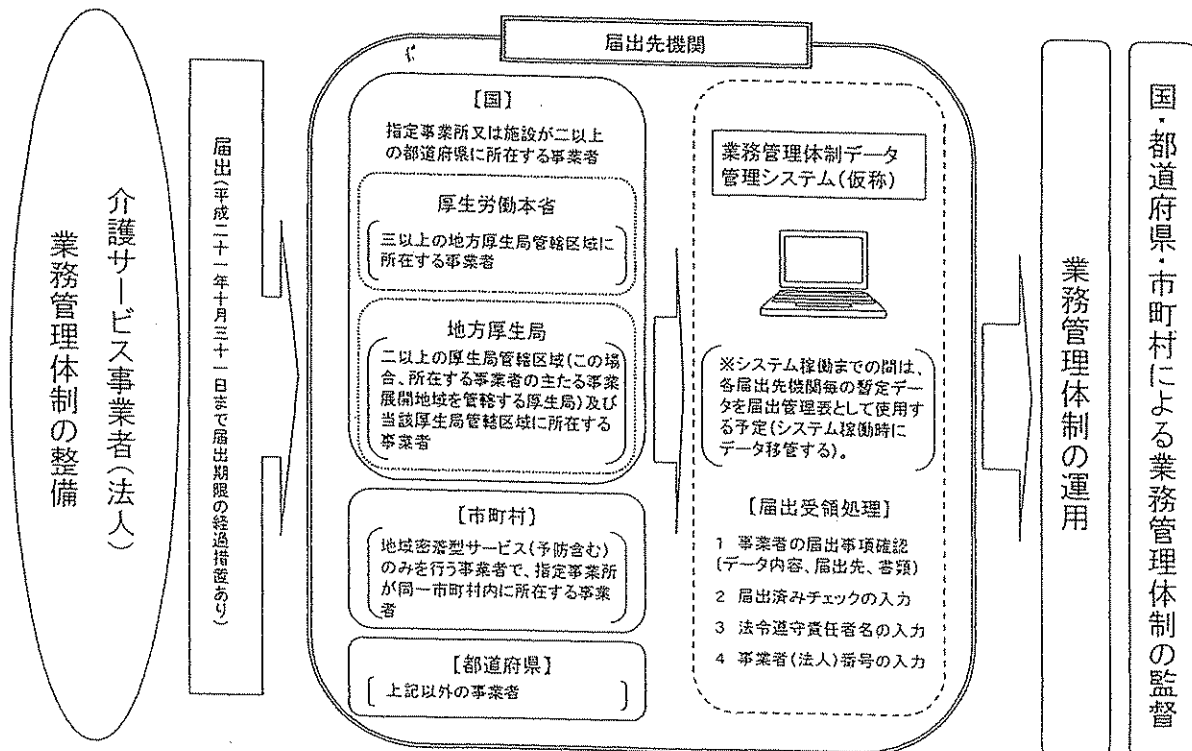 届出先機関
介護サービス事業者(法人)
業務管理体制の整備
届出(平成二十一年十月三十一日まで届出期限の経過措置あり)
【国】
指定事業所又は施設が二以上
の都道府県に所在する事業者
厚生労働本省
三以上の地方厚生局管轄区域に
所在する事業者
地方厚生局
二以上の厚生局管轄区域(この場
合、所在する事業者の主たる事業
展開地域を管轄する厚生局)及び
当該厚生局管轄区域に所在する
事業者
【市町村】
地域密着型サービス(予防含む)
のみを行う事業者で、指定事業所
が同一市町村内に所在する事業
者
【都道府県】
上記以外の事業者
業務管理体制データ
管理システム(仮称)
※システム稼働までの間は、
各届出先機関毎の暫定デー
タを届出管理表として使用す
る予定(システム稼働時に
データ移管する)。
【届出受領処理】
1 事業者の届出事項確認
(データ内容、届出先、書類)
2 届出済みチェックの入力
3 法令遵守責任者名の入力
4 事業者(法人)番号の入力
業務管理体制の運用
国・都道府県・市町村による業務管理体制の監督